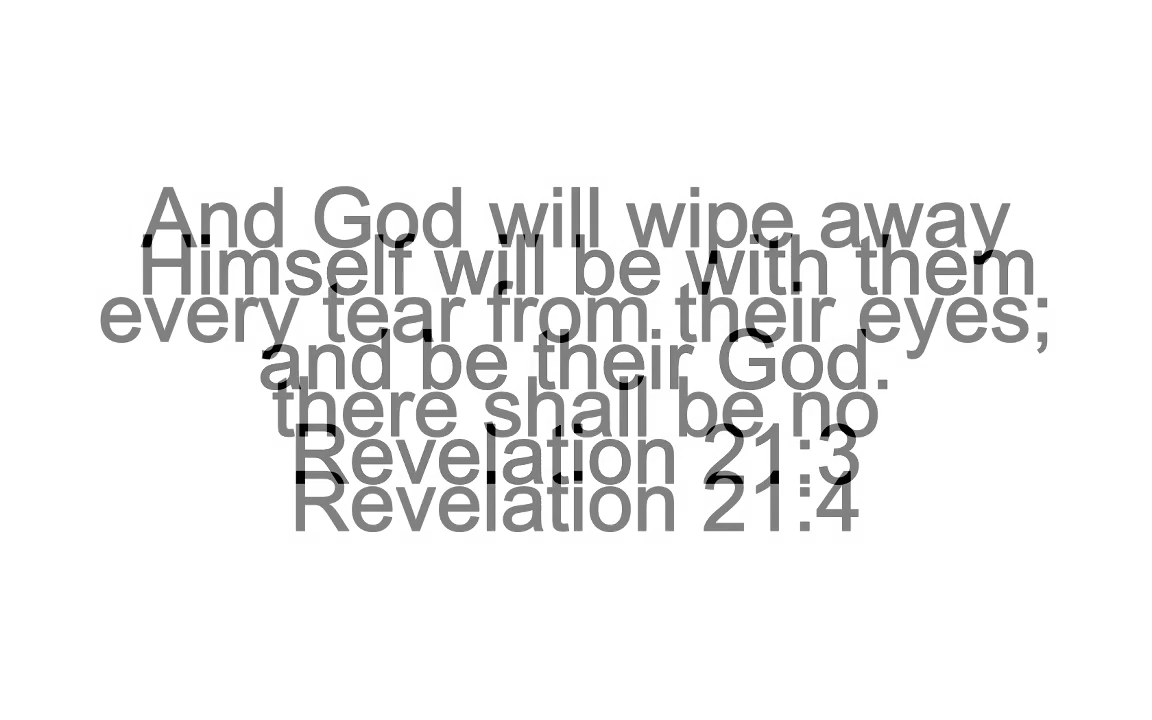 And God will wipe away
Himself will be with them
every tear from their eyes;
and be their God.
there shall be no
Revelation 21:3
Revelation 21:4